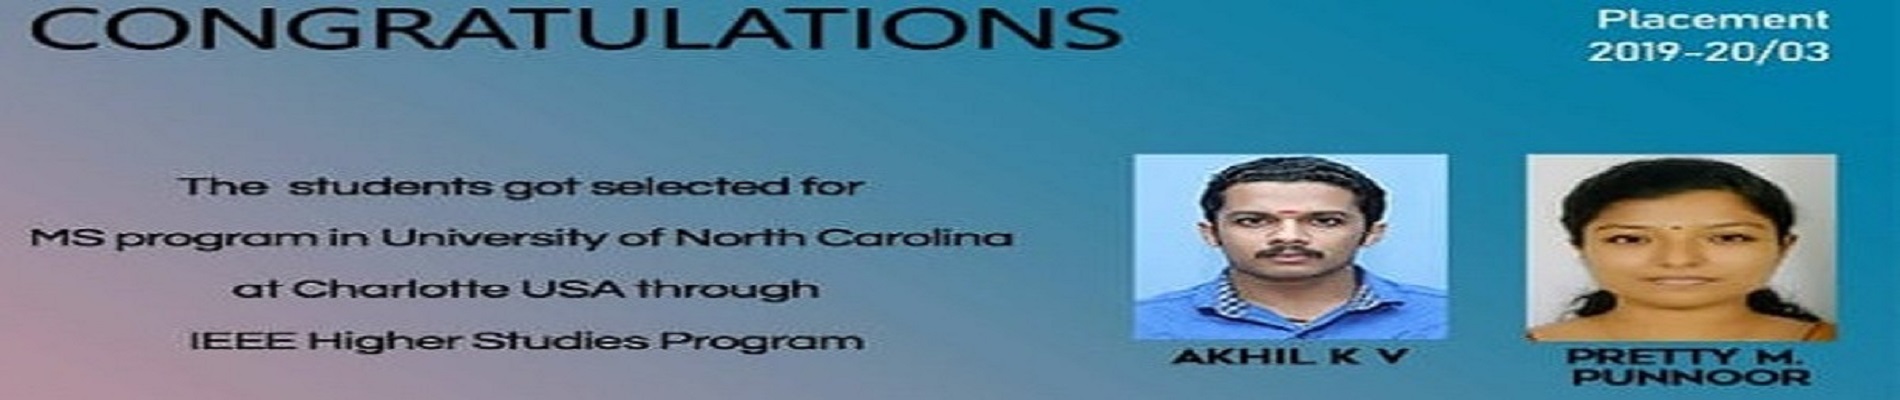 CONGRATULATIONS
Placement
2019-20/03
The students got selected for
MS program in University of North Carolina
at Charlotte USA through
IEEE Higher Studies Program
AKHIL K V
PRETTY M.
PUNNOOR